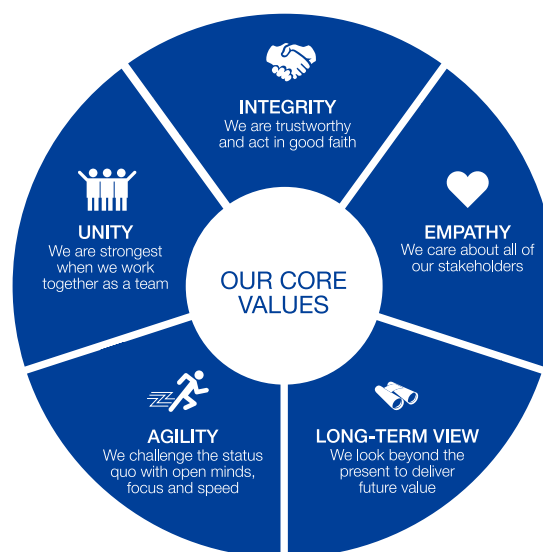 INTEGRITY
We are trustworthy
and act in good faith
EMPATHY
We care about all of
our stakeholders
LONG-TERM VIEW
We look beyond the
present to deliver
future value
AGILITY
We challenge the status
quo with open minds,
focus and speed
UNITY
We are strongest
when we work
together as a team
OUR CORE
VALUES